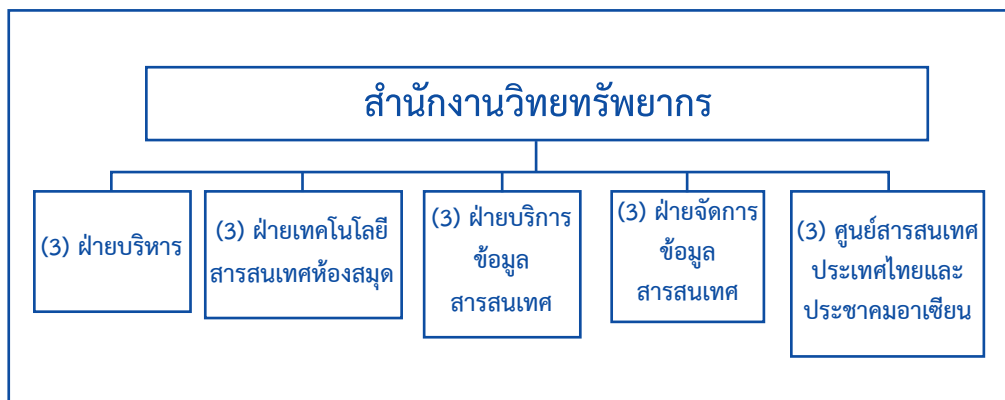 สำนักงานวิทยทรัพยากร
(3) ฝ่ายบริหาร
(3) ฝ่ายเทคโนโลยี
สารสนเทศห้องสมุด
(3) ฝ่ายบริการ
ข้อมูล
สารสนเทศ
(3) ฝ่ายจัดการ
ข้อมูล
สารสนเทศ
(3) ศูนย์สารสนเทศ
ประเทศไทยและ
ประชาคมอาเซียน